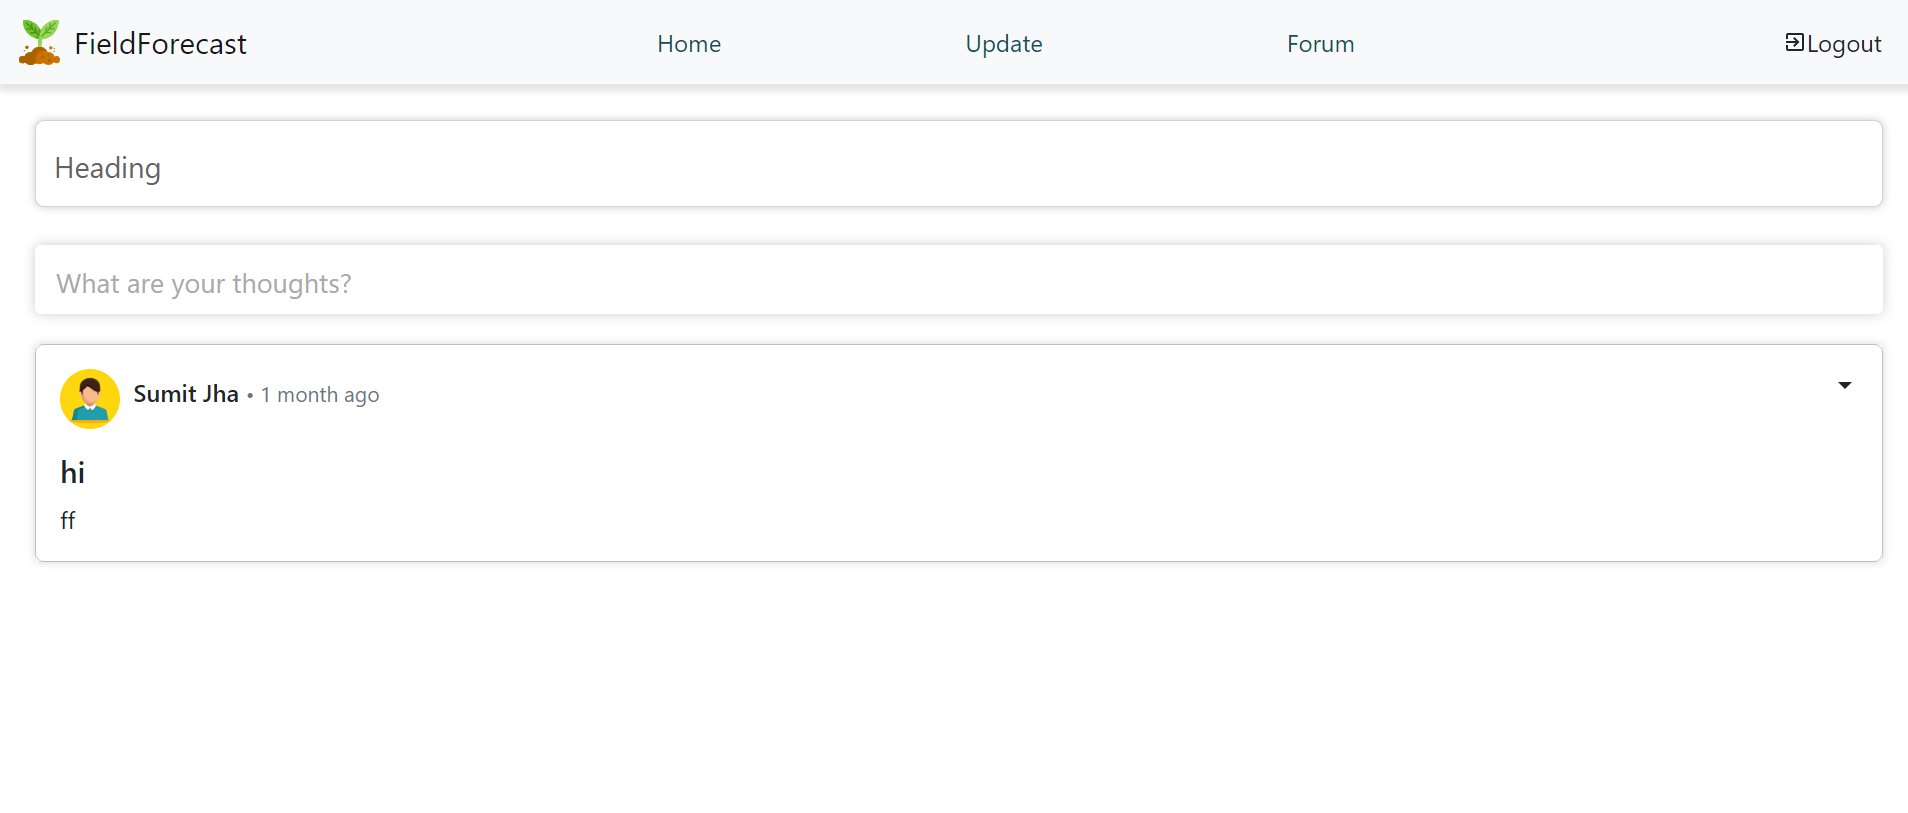 FieldForecast Home Update Forum Logout
Heading
What are your thoughts?
Sumit Jha • 1 month ago
hi
ff